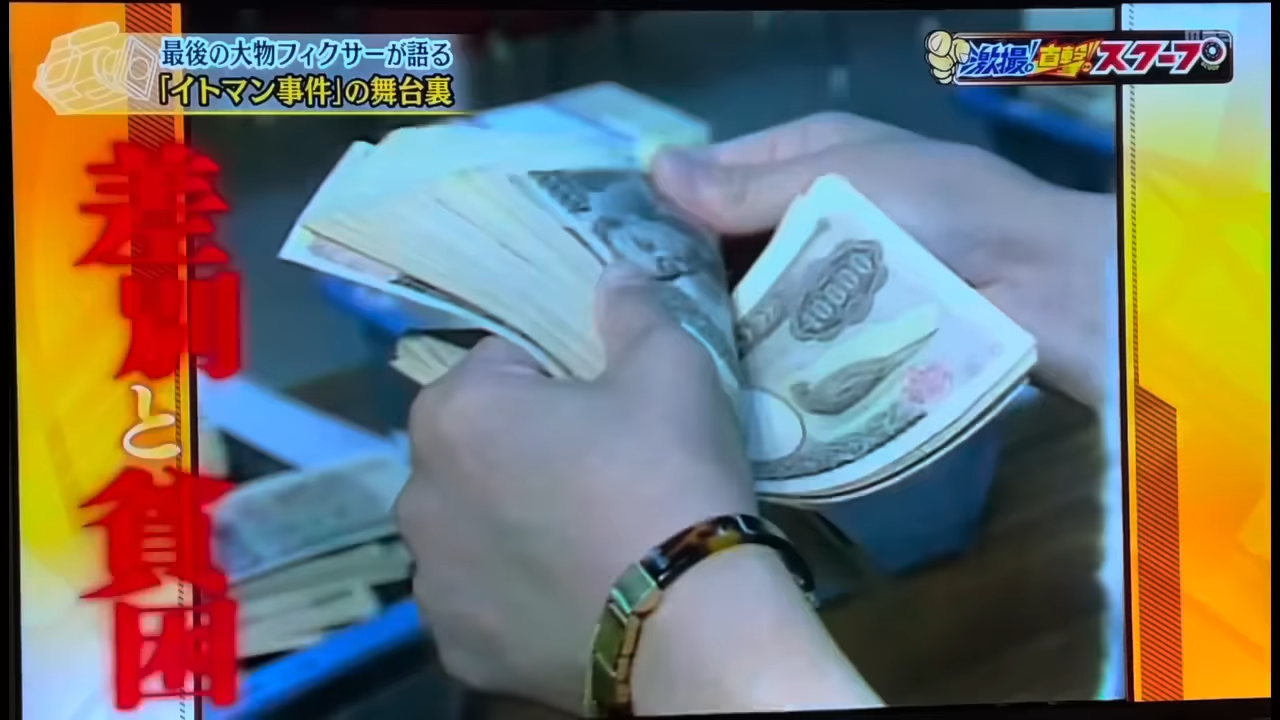 最後の大物フィクサーが語る
「イトマン事件」の舞台裏
激撮!直撃!!スクープ
差別と貧困
10000